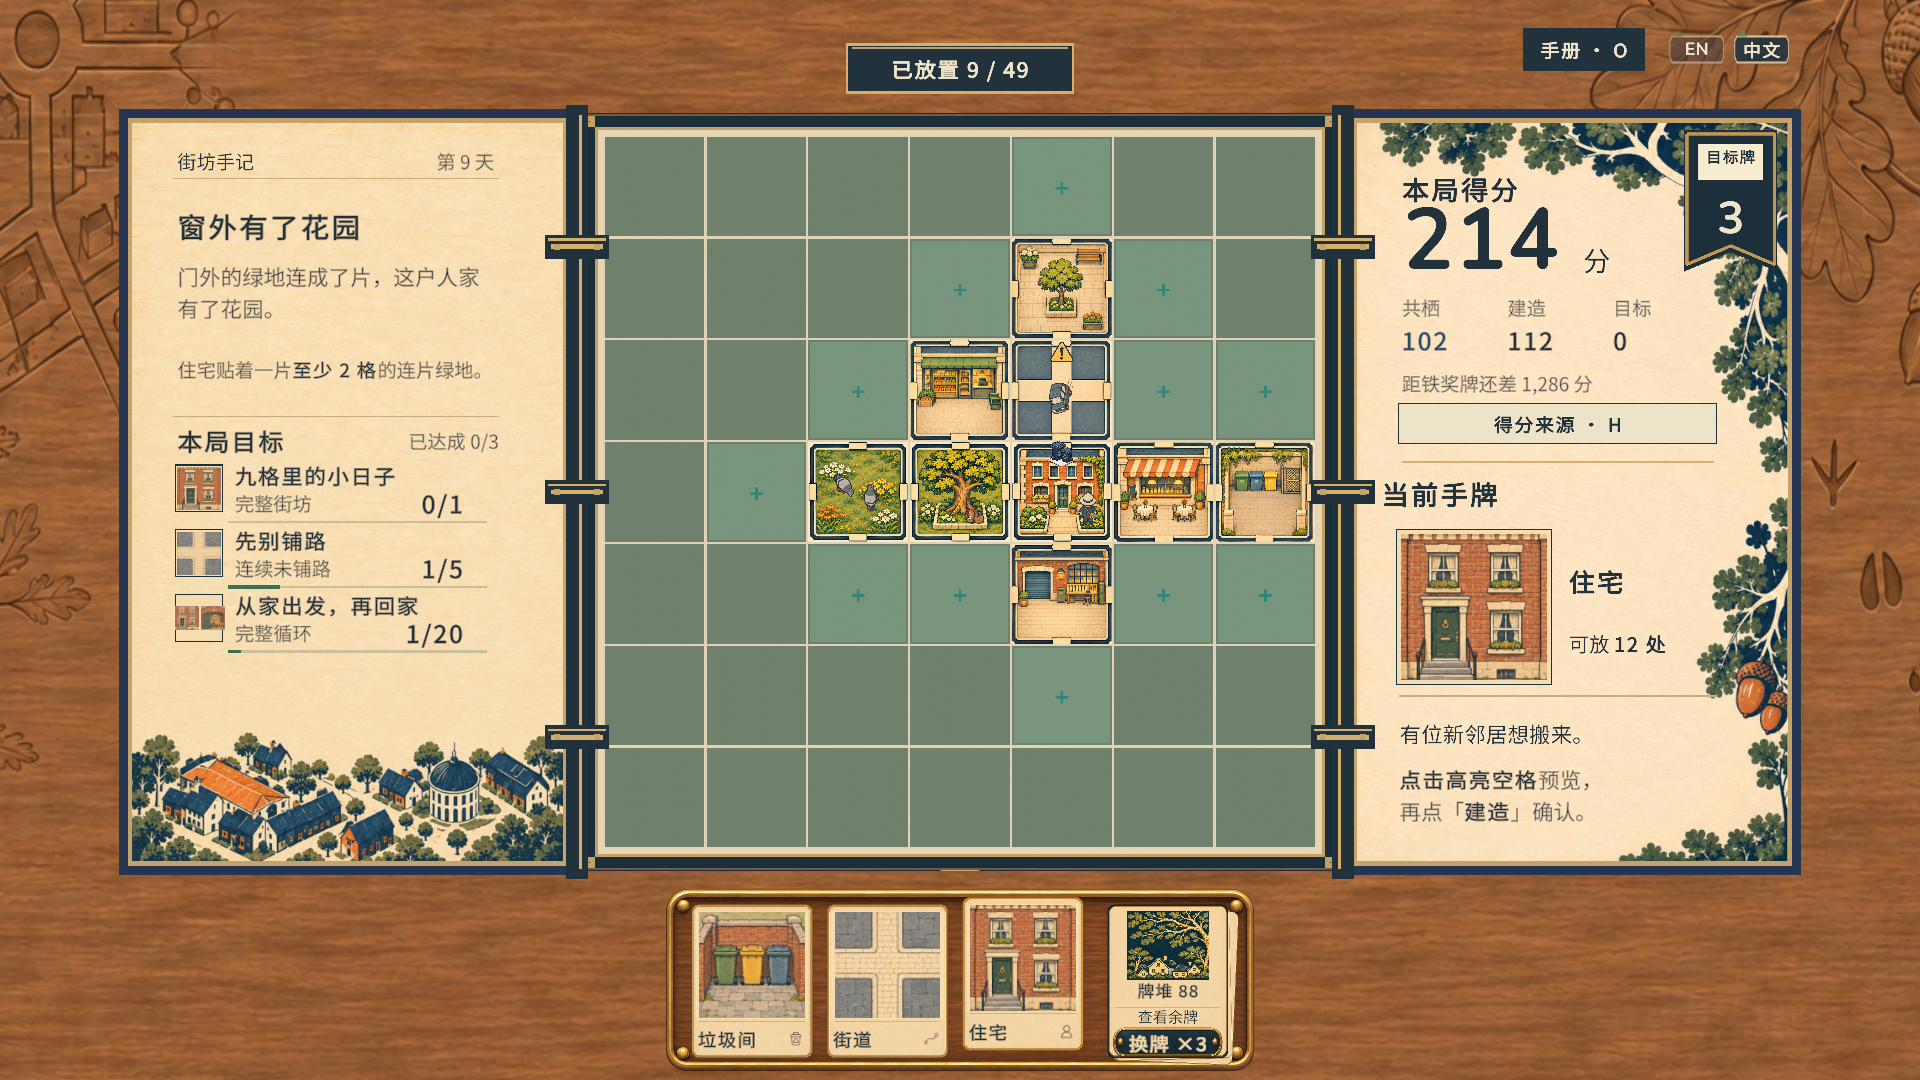 已放置 9 / 49
手册 · O
EN
中文
街坊手记
第 9 天
窗外有了花园
门外的绿地连成了片，这户人家
有了花园。
住宅贴着一片至少 2 格的连片绿地。
本局目标
已达成 0/3
九格里的小日子
完整街坊
0/1
先别铺路
连续未铺路
1/5
从家出发，再回家
完整循环
1/20
目标牌
3
本局得分
214 分
共栖
建造
目标
102
112
0
距铁奖牌还差 1,286 分
得分来源 · H
当前手牌
住宅
可放 12 处
有位新邻居想搬来。
点击高亮空格预览，
再点「建造」确认。
垃圾间
街道
住宅
牌堆 88
查看余牌
换牌 ×3